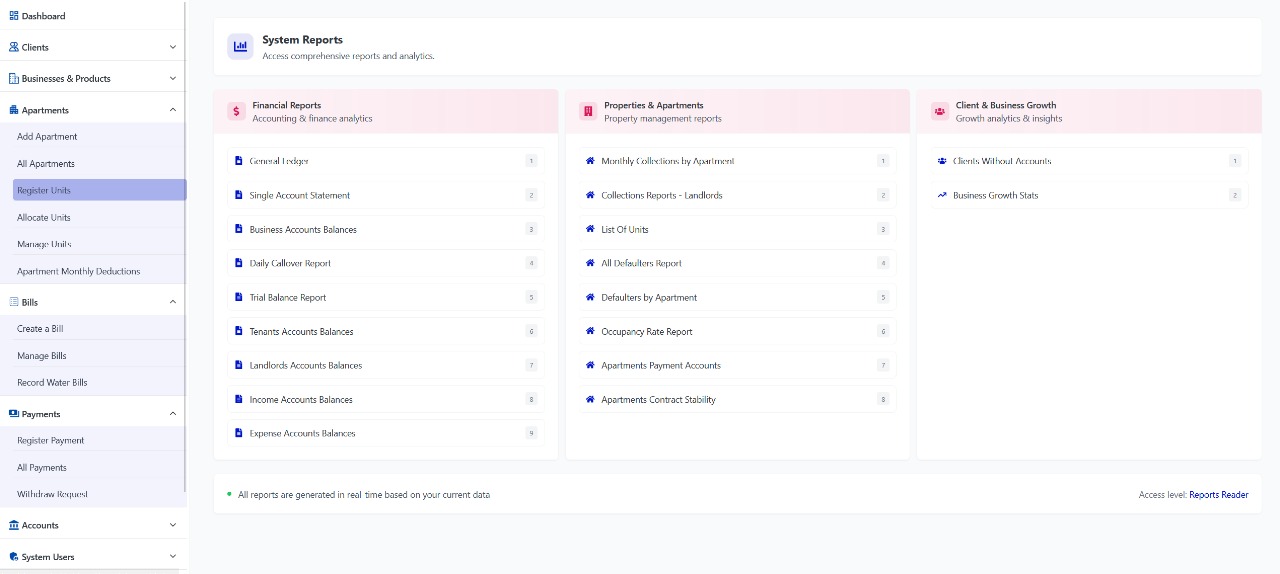 Dashboard
Clients
Businesses & Products
Apartments
Add Apartment
All Apartments
Register Units
Allocate Units
Manage Units
Apartment Monthly Deductions
Bills
Create a Bill
Manage Bills
Record Water Bills
Payments
Register Payment
All Payments
Withdraw Request
Accounts
System Users
System Reports
Access comprehensive reports and analytics.
Financial Reports
Accounting & finance analytics
General Ledger 1
Single Account Statement 2
Business Accounts Balances 3
Daily Callover Report 4
Trial Balance Report 5
Tenants Accounts Balances 6
Landlords Accounts Balances 7
Income Accounts Balances 8
Expense Accounts Balances 9
Properties & Apartments
Property management reports
Monthly Collections by Apartment 1
Collections Reports - Landlords 2
List Of Units 3
All Defaulters Report 4
Defaulters by Apartment 5
Occupancy Rate Report 6
Apartments Payment Accounts 7
Apartments Contract Stability 8
Client & Business Growth
Growth analytics & insights
Clients Without Accounts 1
Business Growth Stats 2
All reports are generated in real time based on your current data
Access level: Reports Reader